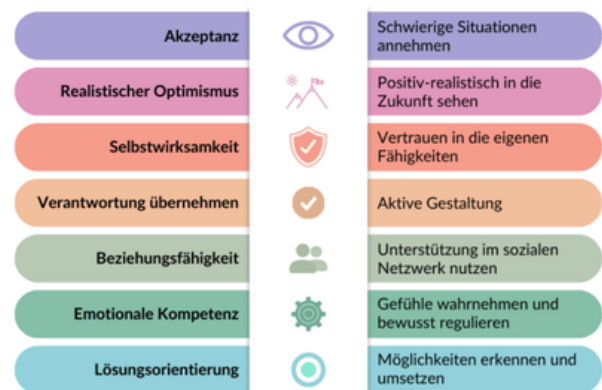 Akzeptanz
Schwierige Situationen
annehmen
Realistischer Optimismus
Positiv-realistisch in die
Zukunft sehen
Selbstwirksamkeit
Vertrauen in die eigenen
Fähigkeiten
Verantwortung übernehmen
Aktive Gestaltung
Beziehungsfähigkeit
Unterstützung im sozialen
Netzwerk nutzen
Emotionale Kompetenz
Gefühle wahrnehmen und
bewusst regulieren
Lösungsorientierung
Möglichkeiten erkennen und
umsetzen